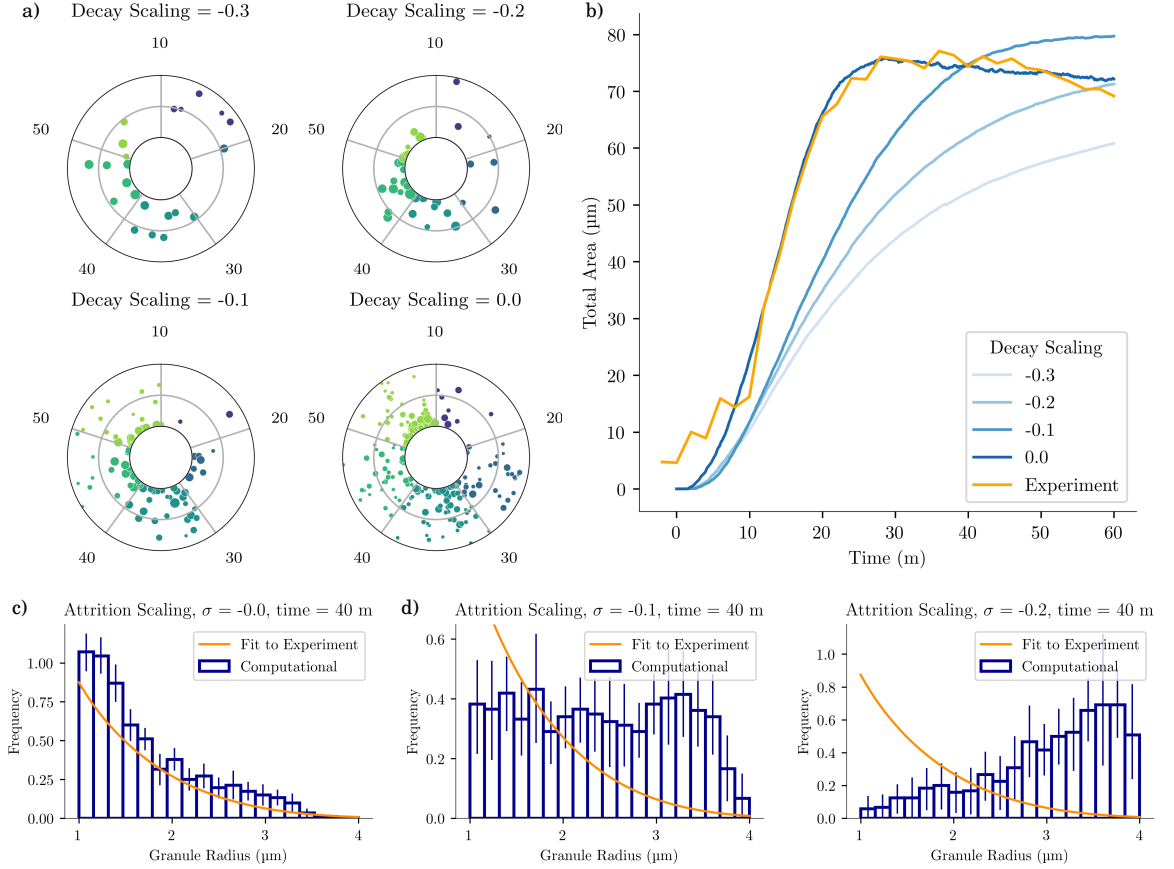 a)
Decay Scaling = -0.3
10
20
30
40
50
Decay Scaling = -0.2
10
20
30
40
50
Decay Scaling = -0.1
10
20
30
40
50
Decay Scaling = 0.0
10
20
30
40
50
b)
80
70
60
50
40
30
20
10
0
Total Area (µm)
0
10
20
30
40
50
60
Time (m)
Decay Scaling
-0.3
-0.2
-0.1
0.0
Experiment
c)
Attrition Scaling, σ = -0.0, time = 40 m
Fit to Experiment
Computational
1.00
0.75
0.50
0.25
0.00
Frequency
1
2
3
4
Granule Radius (µm)
d)
Attrition Scaling, σ = -0.1, time = 40 m
Fit to Experiment
Computational
0.6
0.4
0.2
0.0
Frequency
1
2
3
4
Granule Radius (µm)
Attrition Scaling, σ = -0.2, time = 40 m
Fit to Experiment
Computational
1.0
0.8
0.6
0.4
0.2
0.0
Frequency
1
2
3
4
Granule Radius (µm)